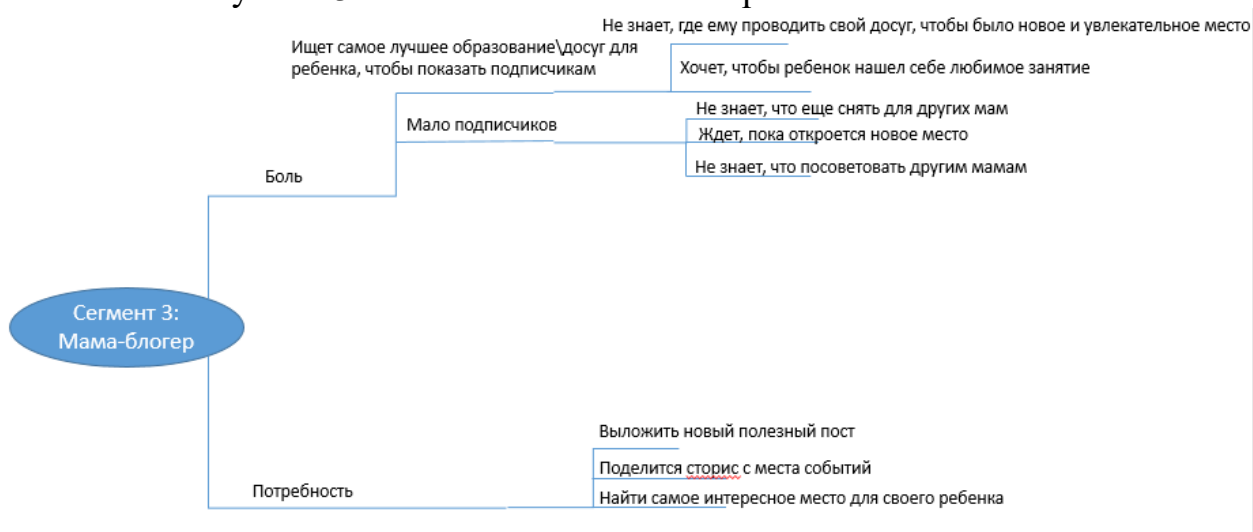 Не знает, где ему проводить свой досуг, чтобы было новое и увлекательное место
Ищет самое лучшее образование\досуг для
ребенка, чтобы показать подписчикам
Хочет, чтобы ребенок нашел себе любимое занятие
Не знает, что еще снять для других мам
Мало подписчиков
Ждет, пока откроется новое место
Не знает, что посоветовать другим мамам
Боль
Сегмент 3:
Мама-блогер
Выложить новый полезный пост
Поделится сторис с места событий
Потребность
Найти самое интересное место для своего ребенка